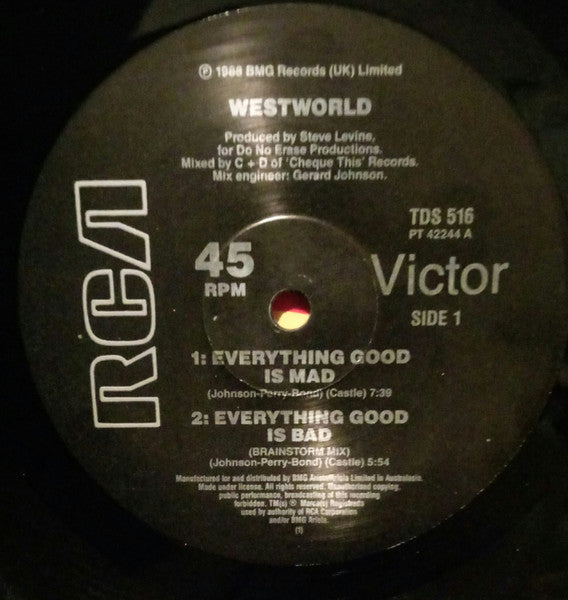 ℗ 1988 BMG Records (UK) Limited
WESTWORLD
Produced by Steve Levine,
for Do No Erase Productions.
Mixed by C + D of 'Cheque This' Records.
Mix engineer: Gerard Johnson.
RCA
TDS 516
PT 42244 A
45
RPM
Victor
SIDE 1
1: EVERYTHING GOOD
IS MAD
(Johnson-Perry-Bond) (Castle) 7:39
2: EVERYTHING GOOD
IS BAD
(BRAINSTORM MIX)
(Johnson-Perry-Bond) (Castle) 5:54
Manufactured for and distributed by BMG Arista/Ariola Limited in Australasia.
Made under license. All rights reserved. Unauthorised copying,
public performance, broadcasting of this recording
forbidden. TM(s) ® Marca(s) Registrada
used by authority of RCA Corporation
and/or BMG Ariola.
(1)